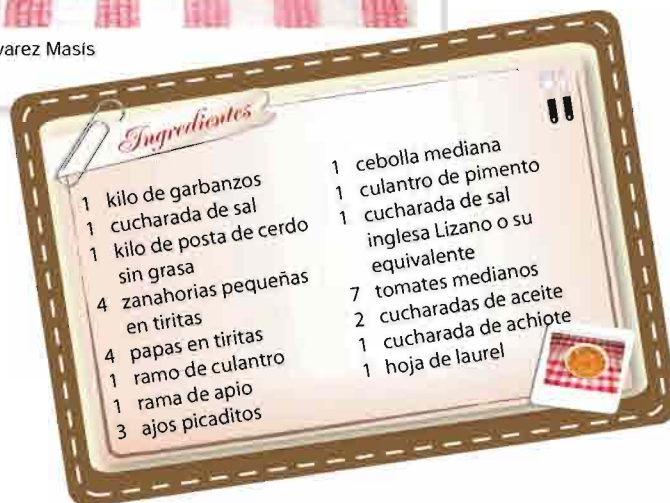 varez Masís
Ingredientes
1 kilo de garbanzos
1 cucharada de sal
1 kilo de posta de cerdo
sin grasa
4 zanahorias pequeñas
en tiritas
4 papas en tiritas
1 ramo de culantro
1 rama de apio
3 ajos picaditos
1 cebolla mediana
1 culantro de pimento
1 cucharada de sal
inglesa Lizano o su
equivalente
7 tomates medianos
2 cucharadas de aceite
1 cucharada de achiote
1 hoja de laurel